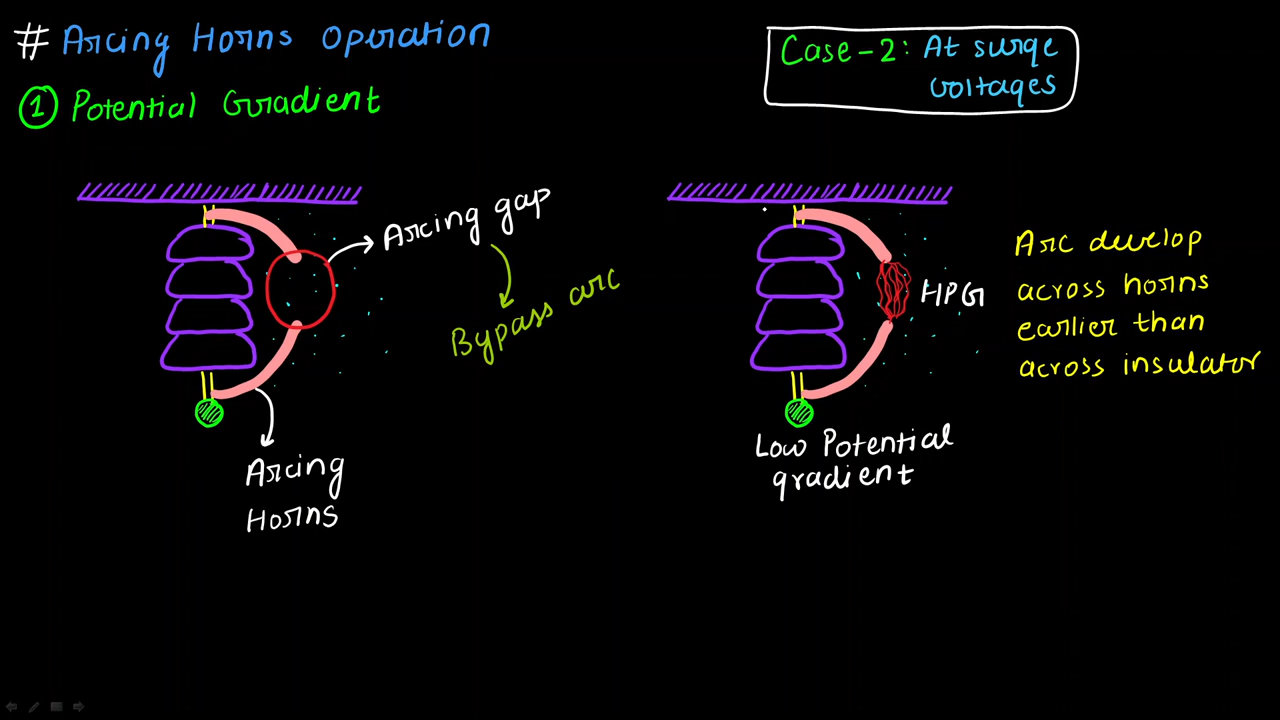 # Arcing Horns Operation
① Potential Gradient
Case-2: At surge
voltages
Arcing gap
Bypass arc
Arcing
Horns
HPG
Low Potential
gradient
Arc develop
across horns
earlier than
across insulator